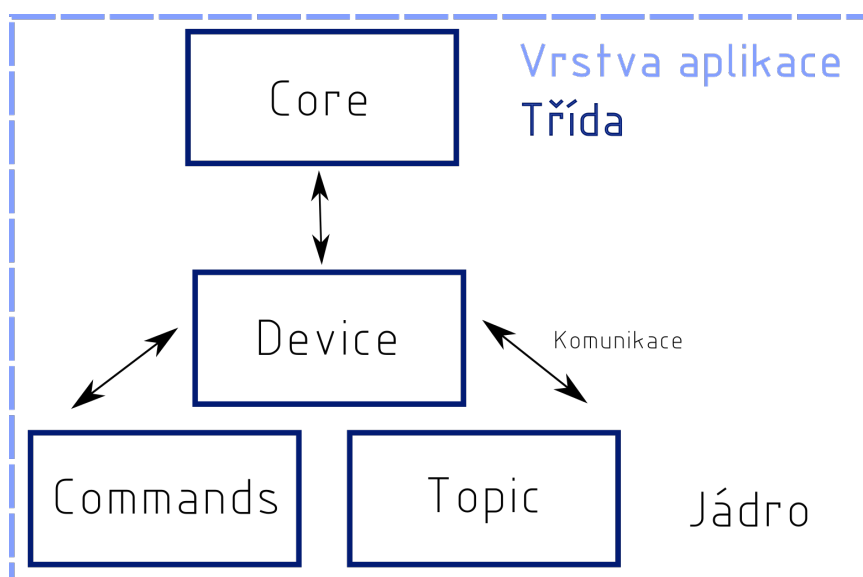 Core
Vrstva aplikace
Třída
Device
Komunikace
Commands
Topic
Jádro